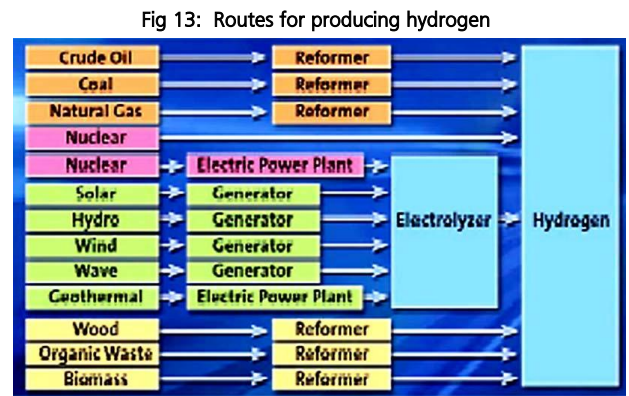 Fig 13: Routes for producing hydrogen
Crude Oil Reformer
Coal Reformer
Natural Gas Reformer
Nuclear
Nuclear Electric Power Plant
Solar Generator
Hydro Generator Electrolyzer Hydrogen
Wind Generator
Wave Generator
Geothermal Electric Power Plant
Wood Reformer
Organic Waste Reformer
Biomass Reformer